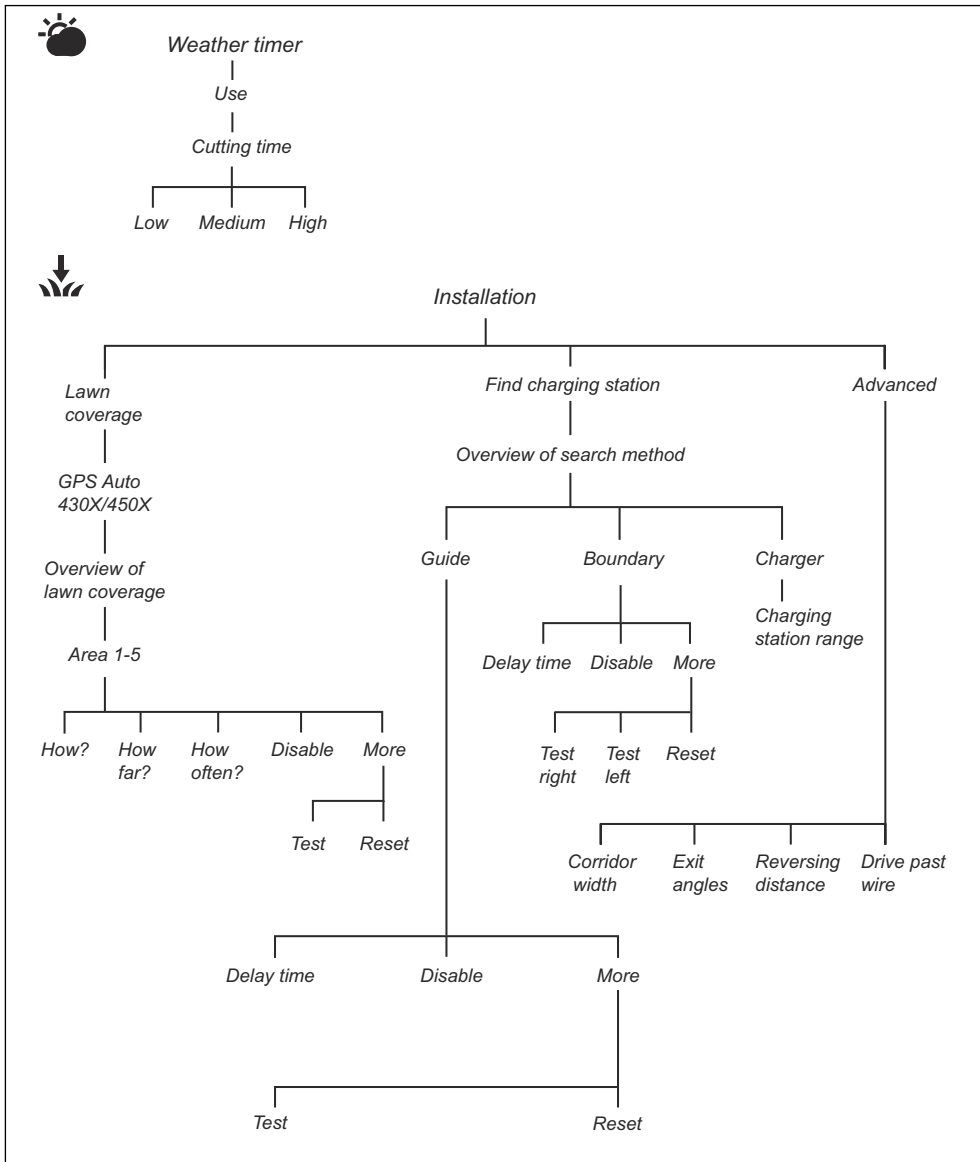 Weather timer
Use
Cutting time
Low Medium High
Installation
Lawn
coverage
Find charging station
Advanced
Overview of search method
GPS Auto
430X/450X
Guide Boundary Charger
Overview of
lawn coverage
Charging
station range
Area 1-5
Delay time Disable More
How? How
far? How
often? Disable More
Test
right Test
left Reset
Test Reset
Corridor
width Exit
angles Reversing
distance Drive past
wire
Delay time Disable More
Test Reset